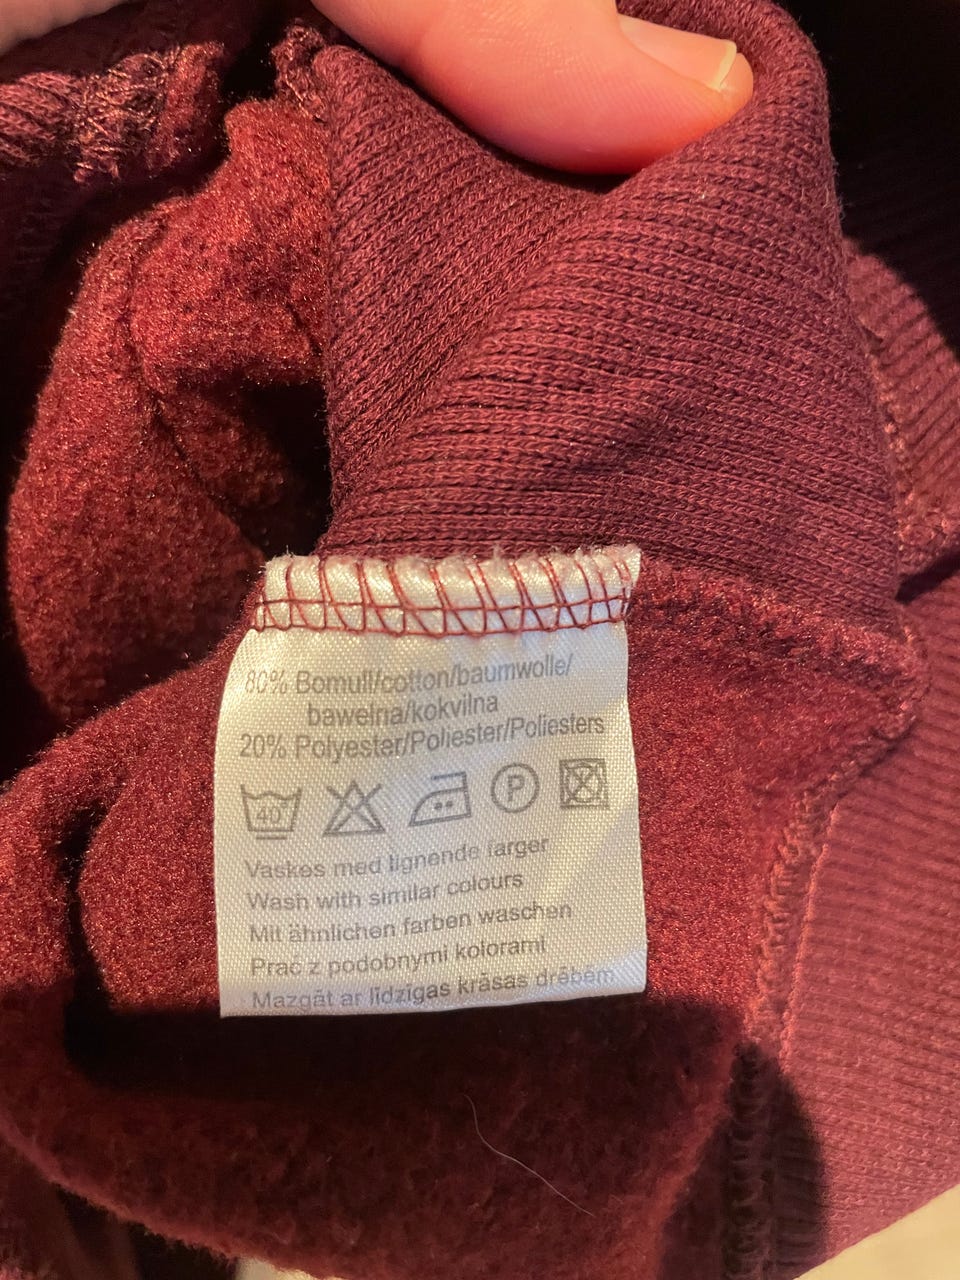 80% Bomull/cotton/baumwolle/
bawełna/kokvilna
20% Polyester/Poliester/Poliesters
40 P
Vaskes med lignende farger
Wash with similar colours
Mit ähnlichen farben waschen
Prać z podobnymi kolorami
Mazgāt ar līdzīgas krāsas drēbēm